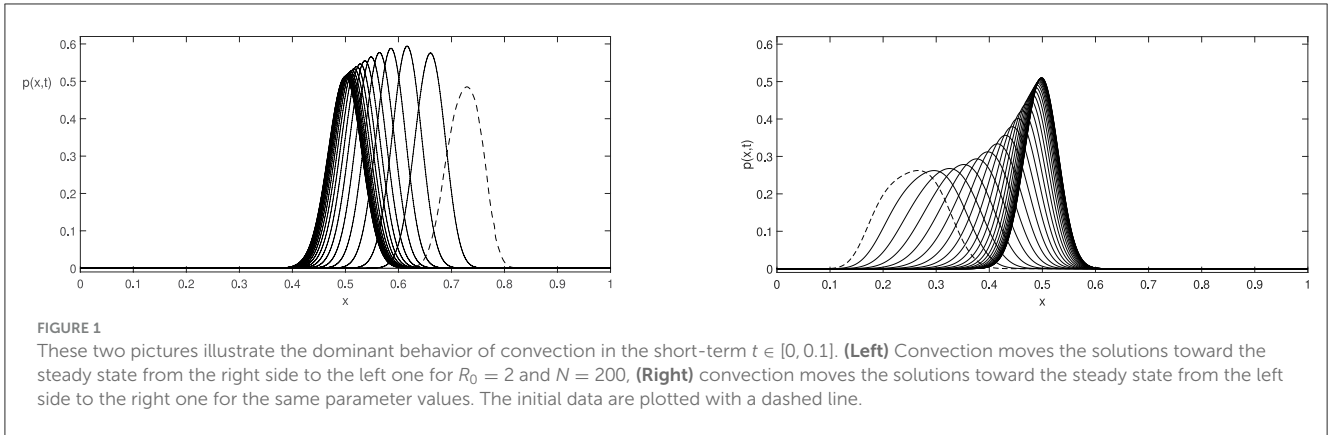 0.6
0.5
p(x,t)
0.4
0.3
0.2
0.1
0
0 0.1 0.2 0.3 0.4 0.5 0.6 0.7 0.8 0.9 1
x
0.6
0.5
0.4
p(x,t)
0.3
0.2
0.1
0
0 0.1 0.2 0.3 0.4 0.5 0.6 0.7 0.8 0.9 1
x
FIGURE 1
These two pictures illustrate the dominant behavior of convection in the short-term t ∈ [0, 0.1]. (Left) Convection moves the solutions toward the
steady state from the right side to the left one for R₀ = 2 and N = 200, (Right) convection moves the solutions toward the steady state from the left
side to the right one for the same parameter values. The initial data are plotted with a dashed line.